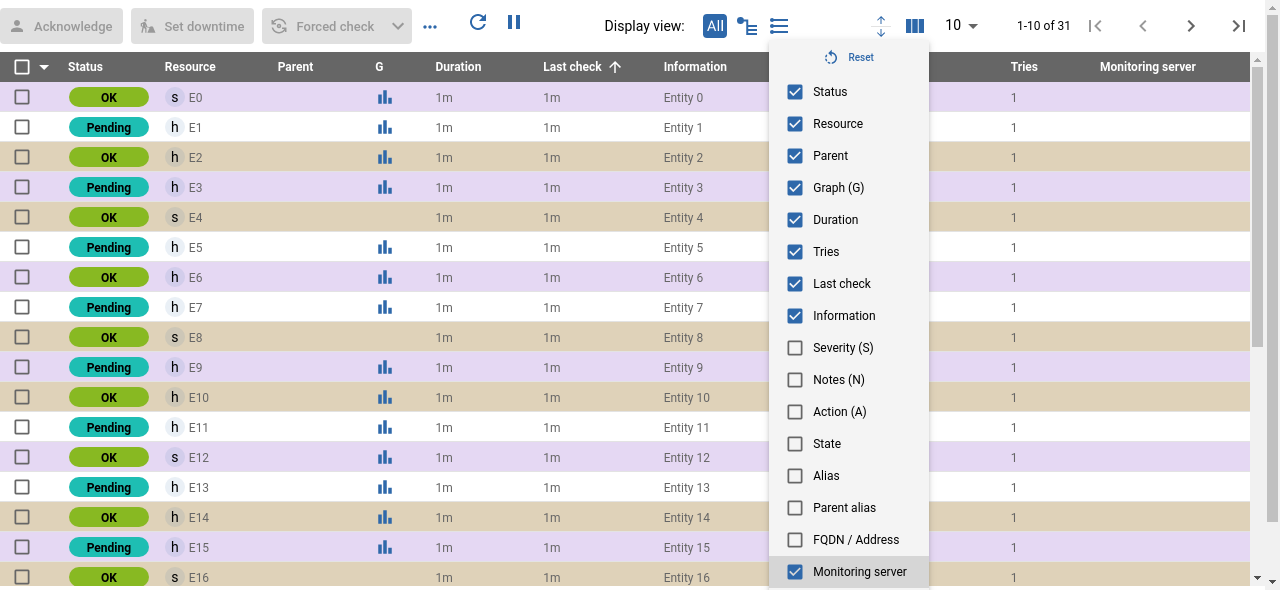 Acknowledge Set downtime Forced check Display view: All 10 1-10 of 31
Reset
Status Resource Parent G Duration Last check Information Tries Monitoring server
OK s E0 1m 1m Entity 0 1
Pending h E1 1m 1m Entity 1 1
OK h E2 1m 1m Entity 2 1
Pending h E3 1m 1m Entity 3 1
OK s E4 1m 1m Entity 4 1
Pending h E5 1m 1m Entity 5 1
OK h E6 1m 1m Entity 6 1
Pending h E7 1m 1m Entity 7 1
OK s E8 1m 1m Entity 8 1
Pending h E9 1m 1m Entity 9 1
OK h E10 1m 1m Entity 10 1
Pending h E11 1m 1m Entity 11 1
OK s E12 1m 1m Entity 12 1
Pending h E13 1m 1m Entity 13 1
OK h E14 1m 1m Entity 14 1
Pending h E15 1m 1m Entity 15 1
OK s E16 1m 1m Entity 16 1
Status
Resource
Parent
Graph (G)
Duration
Tries
Last check
Information
Severity (S)
Notes (N)
Action (A)
State
Alias
Parent alias
FQDN / Address
Monitoring server